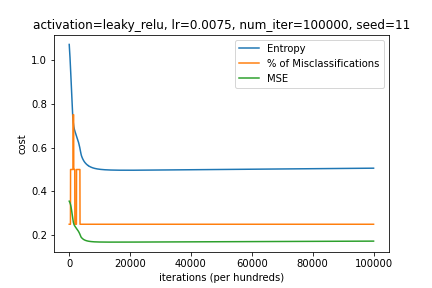 activation=leaky_relu, lr=0.0075, num_iter=100000, seed=11
Entropy
% of Misclassifications
MSE
cost
1.0
0.8
0.6
0.4
0.2
0
20000
40000
60000
80000
100000
iterations (per hundreds)